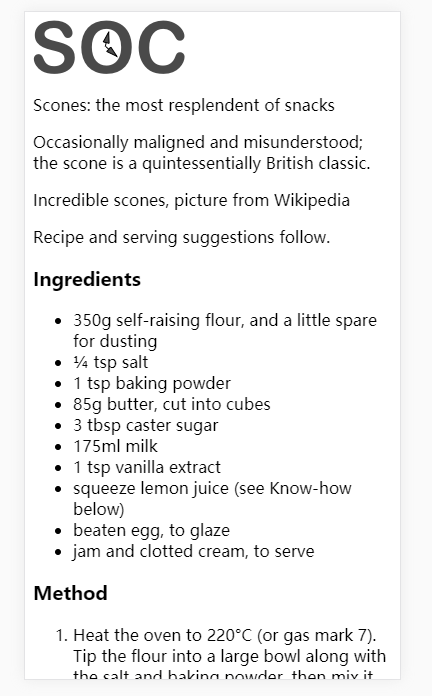 SOC
Scones: the most resplendent of snacks
Occasionally maligned and misunderstood;
the scone is a quintessentially British classic.
Incredible scones, picture from Wikipedia
Recipe and serving suggestions follow.
Ingredients
• 350g self-raising flour, and a little spare
for dusting
• ¼ tsp salt
• 1 tsp baking powder
• 85g butter, cut into cubes
• 3 tbsp caster sugar
• 175ml milk
• 1 tsp vanilla extract
• squeeze lemon juice (see Know-how
below)
• beaten egg, to glaze
• jam and clotted cream, to serve
Method
1. Heat the oven to 220°C (or gas mark 7).
Tip the flour into a large bowl along with
the salt and baking powder, then mix it